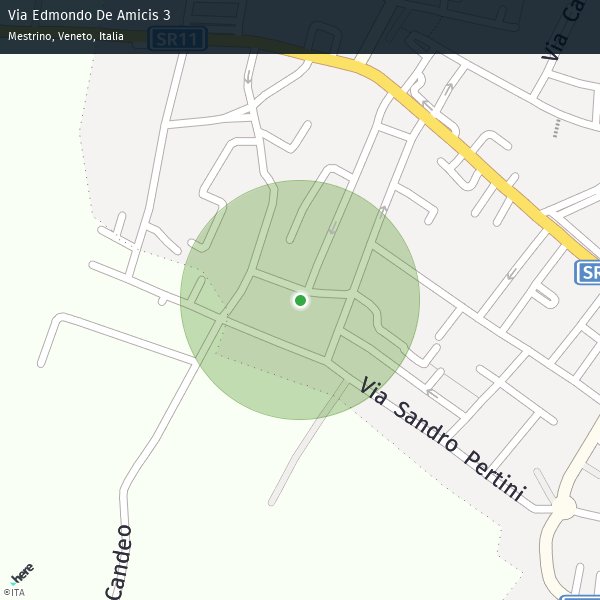 Via Edmondo De Amicis 3
Mestrino, Veneto, Italia
SR11
Via Ca
SR
Via Sandro Pertini
Candeo
here
©ITA